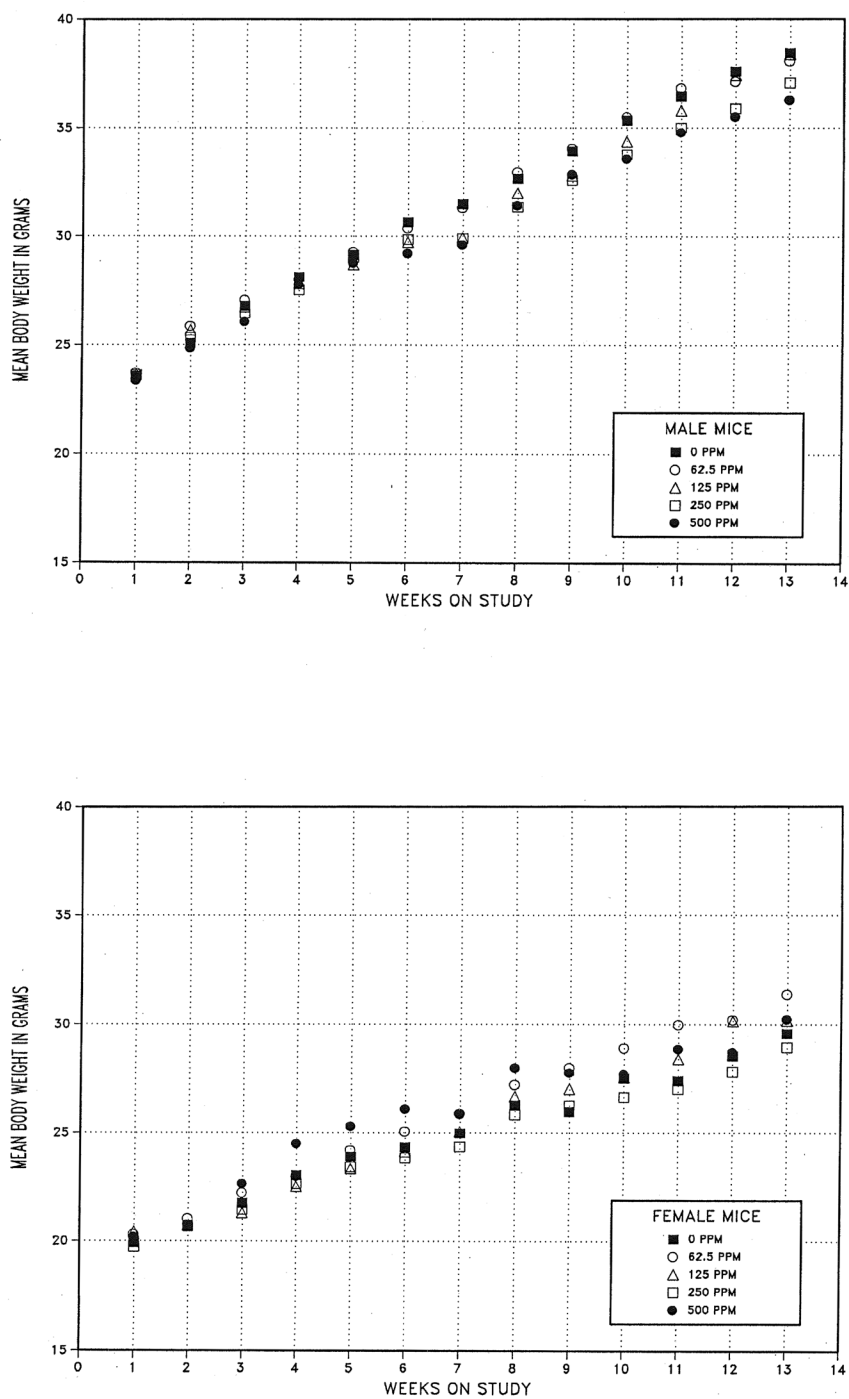 40
35
30
25
20
15
MEAN BODY WEIGHT IN GRAMS
MALE MICE
0 PPM
62.5 PPM
125 PPM
250 PPM
500 PPM
0 1 2 3 4 5 6 7 8 9 10 11 12 13 14
WEEKS ON STUDY
40
35
30
25
20
15
MEAN BODY WEIGHT IN GRAMS
FEMALE MICE
0 PPM
62.5 PPM
125 PPM
250 PPM
500 PPM
0 1 2 3 4 5 6 7 8 9 10 11 12 13 14
WEEKS ON STUDY